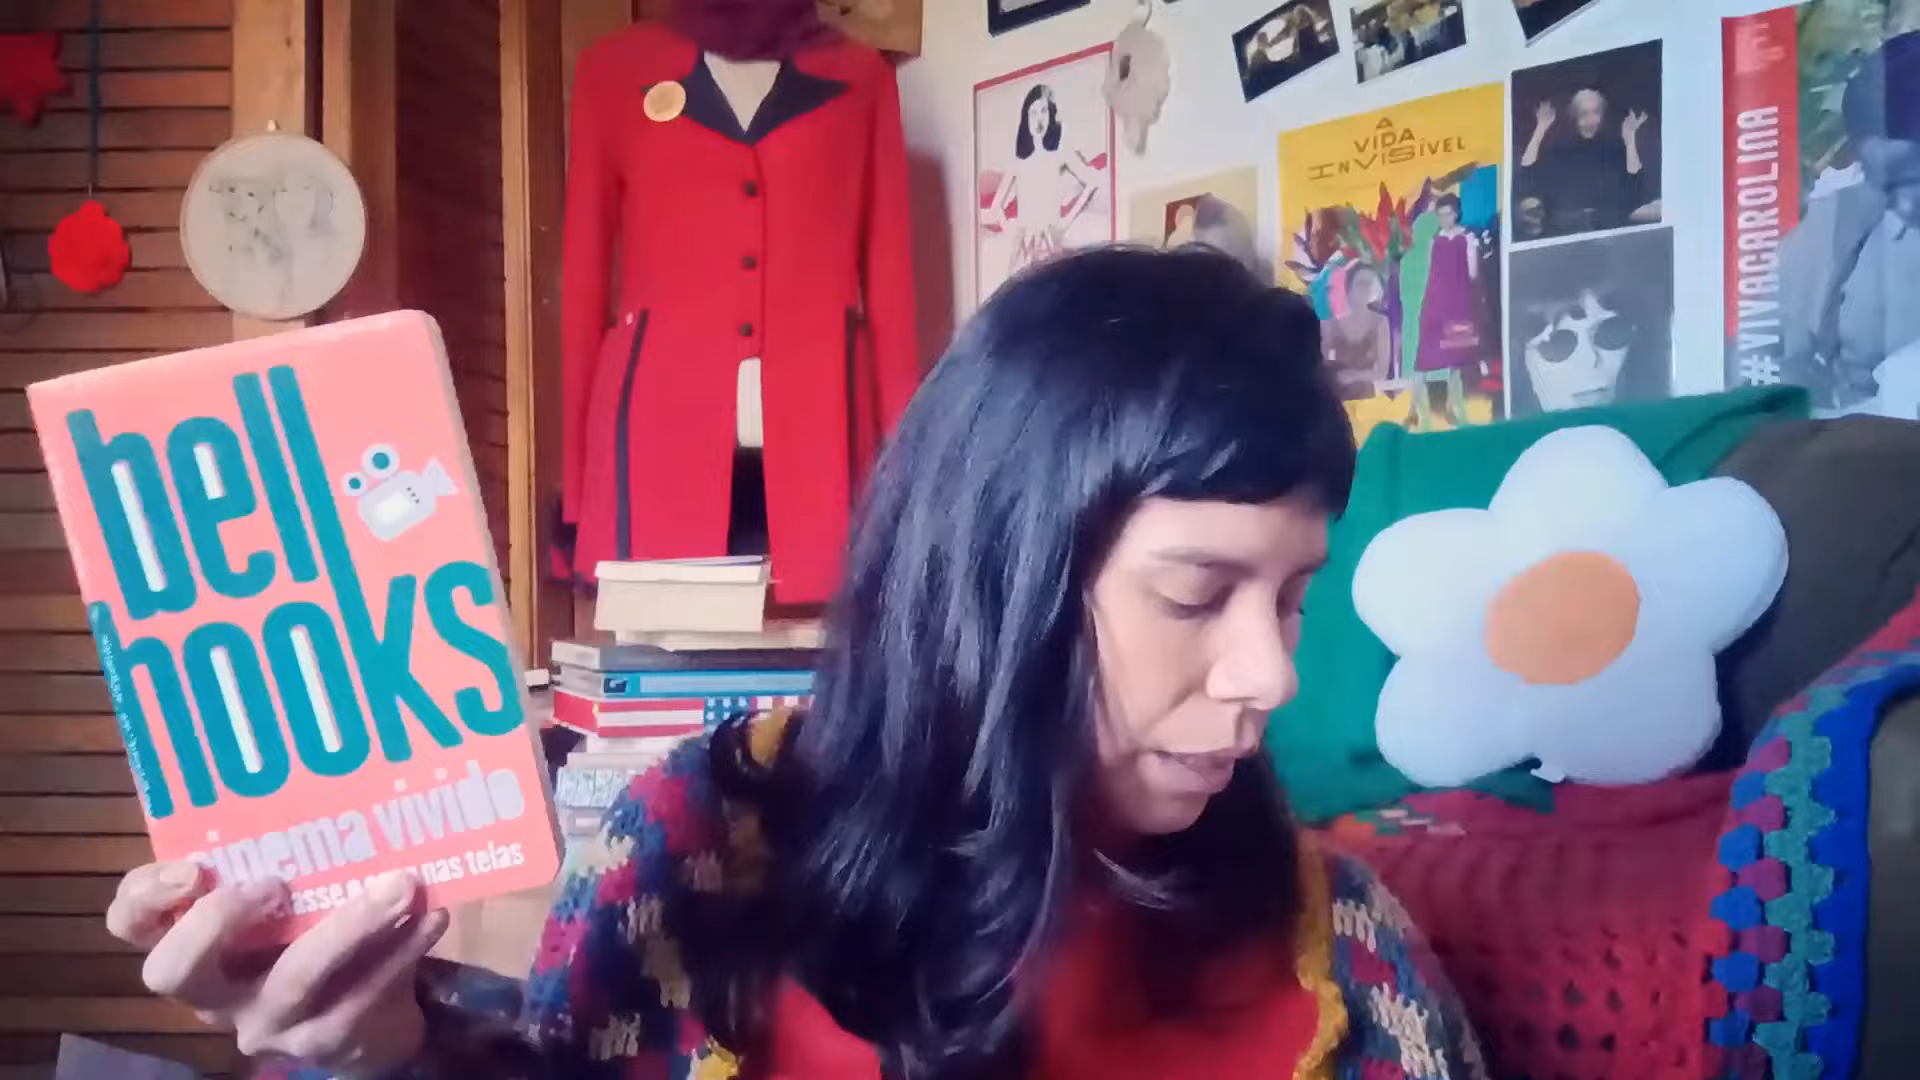 bell
hooks
cinema vivido
nas telas
A
VIDA
INVISÍVEL
#VIVACAROLINA